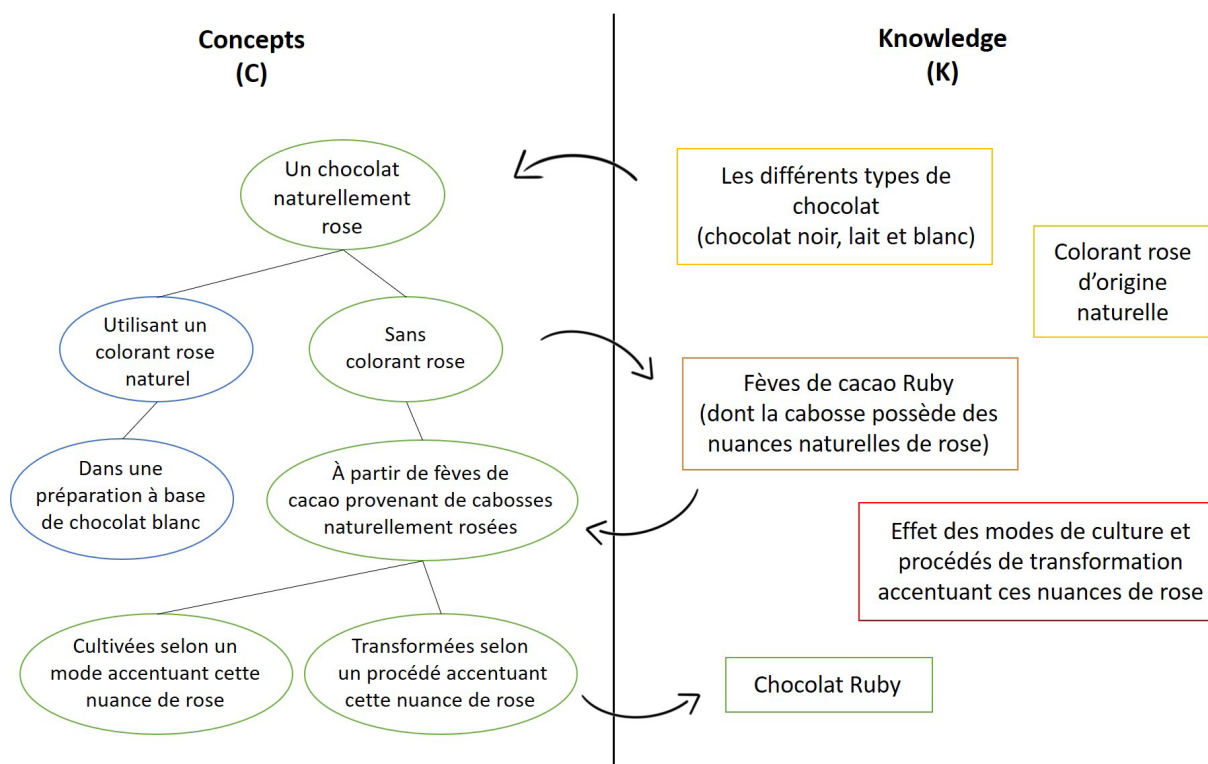 Concepts
(C)
Knowledge
(K)
Un chocolat
naturellement
rose
Les différents types de
chocolat
(chocolat noir, lait et blanc)
Colorant rose
d’origine
naturelle
Utilisant un
colorant rose
naturel
Sans
colorant rose
Fèves de cacao Ruby
(dont la cabosse possède des
nuances naturelles de rose)
Dans une
préparation à base
de chocolat blanc
À partir de fèves de
cacao provenant de cabosses
naturellement rosées
Effet des modes de culture et
procédés de transformation
accentuant ces nuances de rose
Cultivées selon un
mode accentuant cette
nuance de rose
Transformées selon
un procédé accentuant
cette nuance de rose
Chocolat Ruby